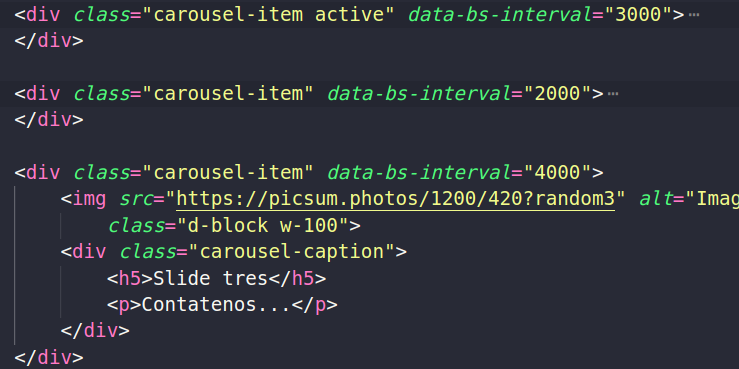 <div class="carousel-item active" data-bs-interval="3000">⋯
</div>
<div class="carousel-item" data-bs-interval="2000">⋯
</div>
<div class="carousel-item" data-bs-interval="4000">
<img src="https://picsum.photos/1200/420?random3" alt="Imag
class="d-block w-100">
<div class="carousel-caption">
<h5>Slide tres</h5>
<p>Contatenos...</p>
</div>
</div>